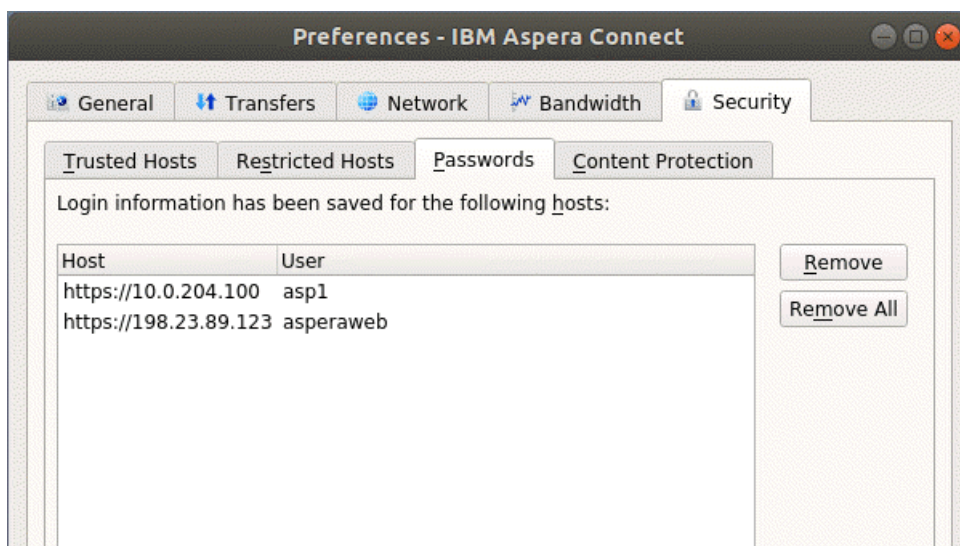 Preferences - IBM Aspera Connect
General Transfers Network Bandwidth Security
Trusted Hosts Restricted Hosts Passwords Content Protection
Login information has been saved for the following hosts:
Host User
https://10.0.204.100 asp1
https://198.23.89.123 asperaweb
Remove
Remove All